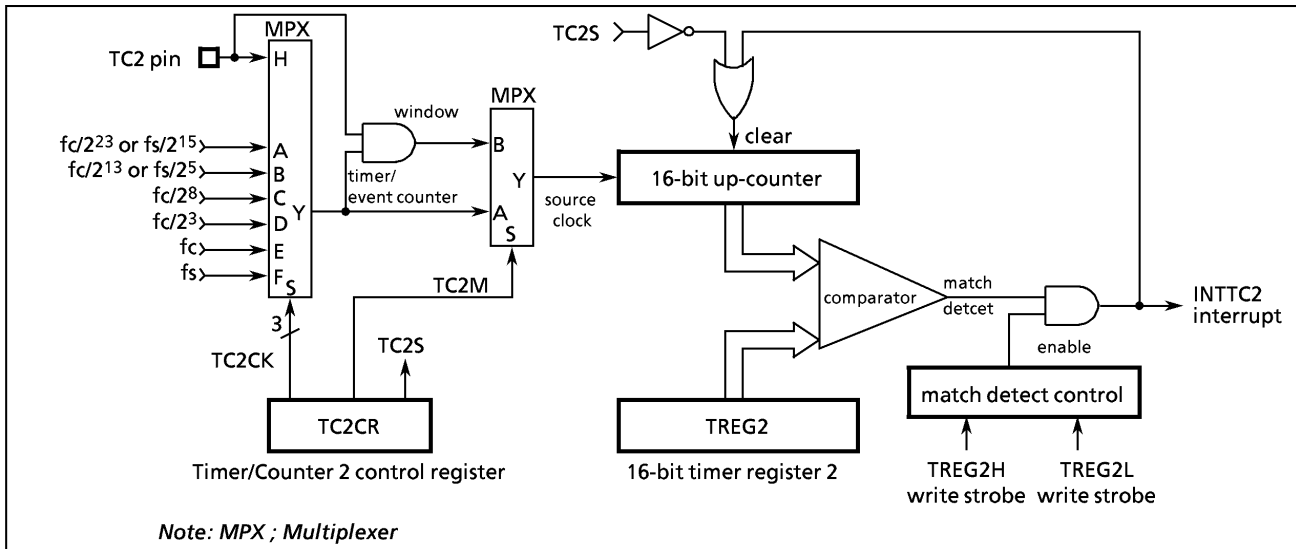 MPX
TC2 pin
H
fc/2²³ or fs/2¹⁵
A
fc/2¹³ or fs/2⁵
B
fc/2⁸
C
fc/2³
D
fc
E
fs
F
Y
S
3
TC2CK
window
timer/
event counter
MPX
B
Y
A
S
TC2M
TC2S
source
clock
TC2CR
Timer/Counter 2 control register
TC2S
clear
16-bit up-counter
comparator
match
detcet
INTTC2
interrupt
enable
match detect control
TREG2
16-bit timer register 2
TREG2H
write strobe
TREG2L
write strobe
Note: MPX ; Multiplexer